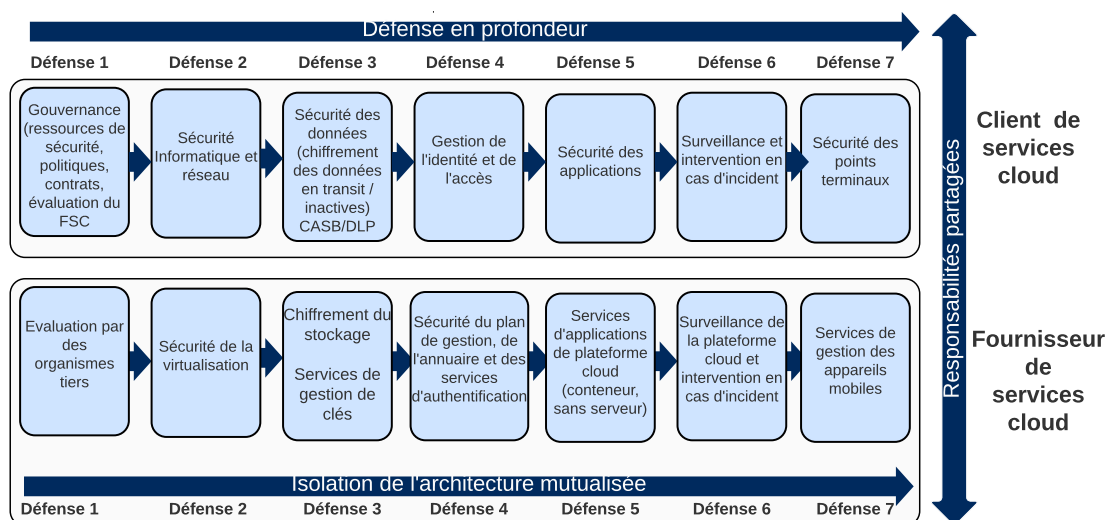 Défense en profondeur
Défense 1
Défense 2
Défense 3
Défense 4
Défense 5
Défense 6
Défense 7
Gouvernance
(ressources de
sécurité,
politiques,
contrats,
évaluation du
FSC
Sécurité
Informatique et
réseau
Sécurité des
données
(chiffrement
des données
en transit /
inactives)
CASB/DLP
Gestion de
l'identité et de
l'accès
Sécurité des
applications
Surveillance et
intervention en
cas d'incident
Sécurité des
points
terminaux
Client de
services
cloud
Responsabilités partagées
Evaluation par
des
organismes
tiers
Sécurité de la
virtualisation
Chiffrement du
stockage
Services de
gestion de
clés
Sécurité du plan
de gestion, de
l'annuaire et des
services
d'authentification
Services
d'applications
de plateforme
cloud
(conteneur,
sans serveur)
Surveillance de
la plateforme
cloud et
intervention en
cas d'incident
Services de
gestion des
appareils
mobiles
Fournisseur
de
services
cloud
Isolation de l'architecture mutualisée
Défense 1
Défense 2
Défense 3
Défense 4
Défense 5
Défense 6
Défense 7